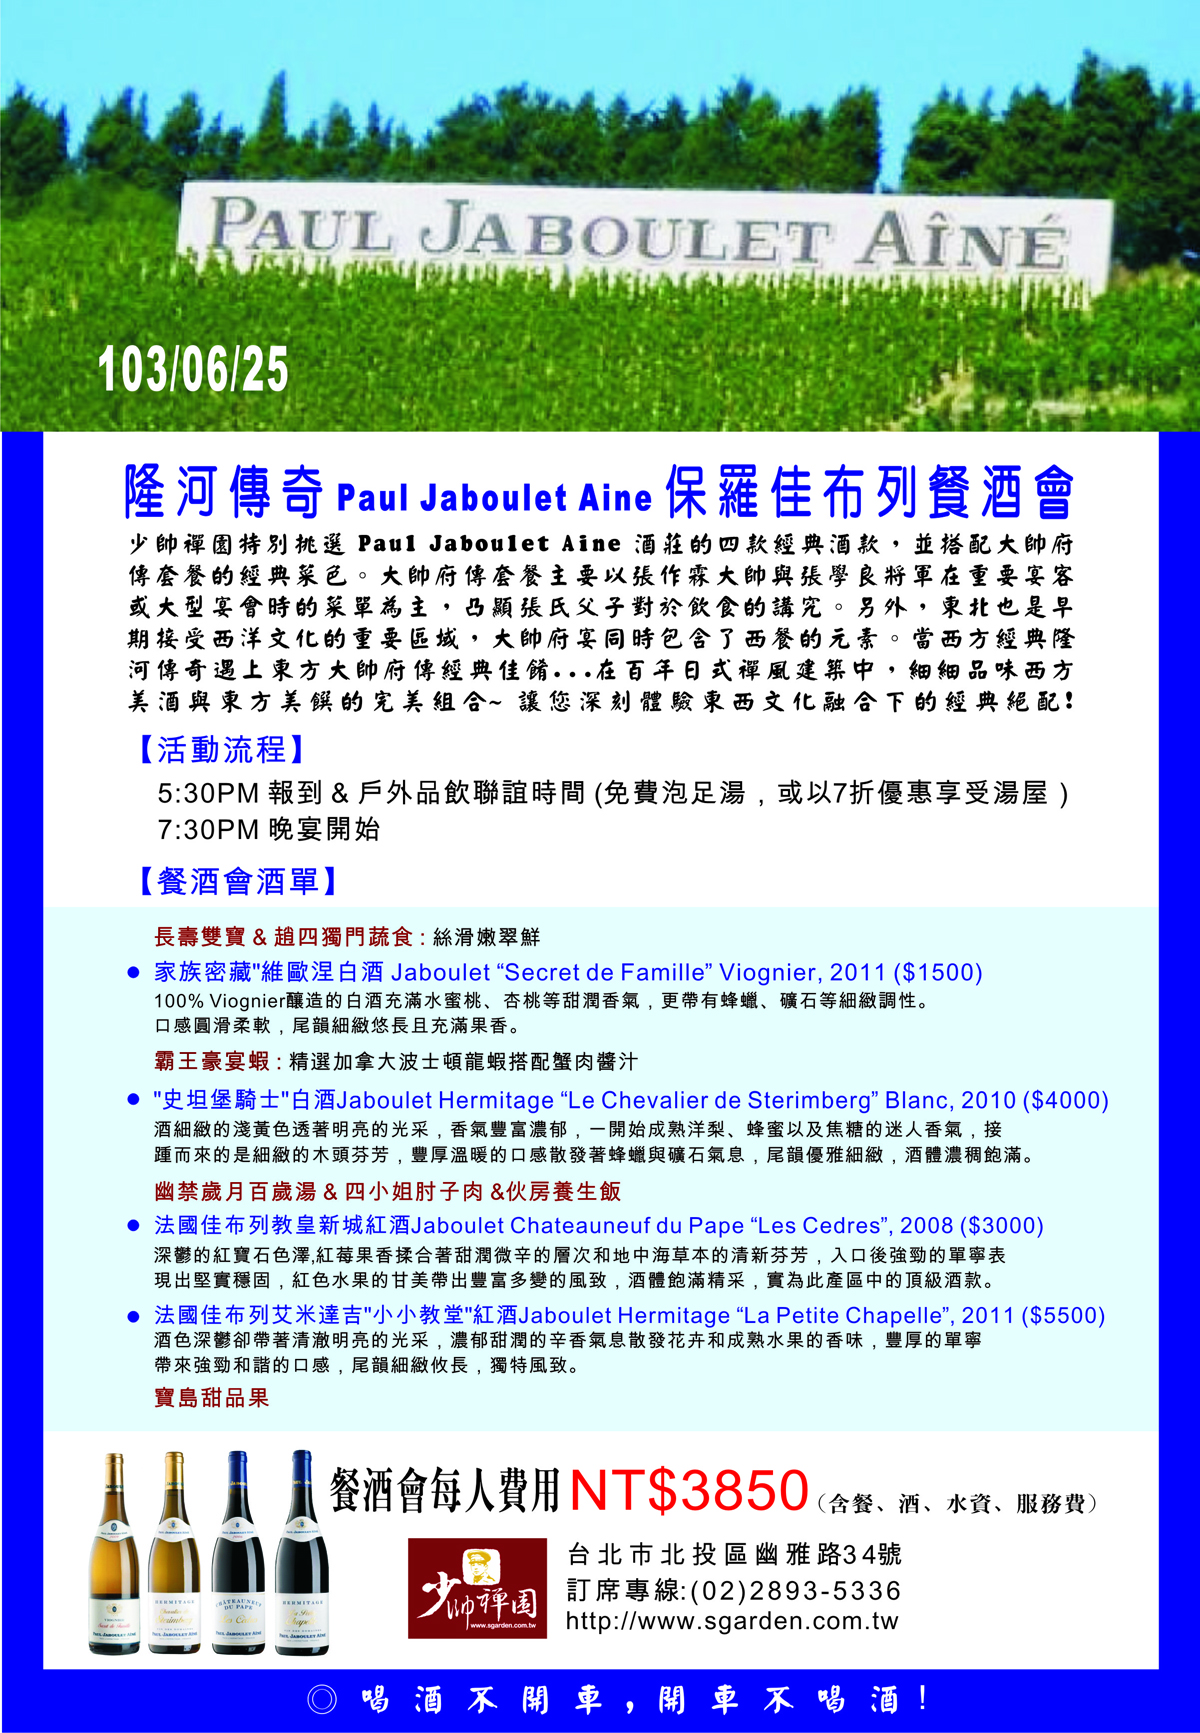 PAUL JABOULET AÎNÉ
103/06/25
隆河傳奇 Paul Jaboulet Aine 保羅佳布列餐酒會
少帥禪園特別挑選 Paul Jaboulet Aine 酒莊的四款經典酒款，並搭配大帥府
傳套餐的經典菜色。大帥府傳套餐主要以張作霖大帥與張學良將軍在重要宴客
或大型宴會時的菜單為主，凸顯張氏父子對於飲食的講究。另外，東北也是早
期接受西洋文化的重要區域，大帥府宴同時包含了西餐的元素。當西方經典隆
河傳奇遇上東方大帥府傳經典佳餚...在百年日式禪風建築中，細細品味西方
美酒與東方美饌的完美組合~ 讓您深刻體驗東西文化融合下的經典絕配!
【活動流程】
5:30PM 報到 & 戶外品飲聯誼時間 (免費泡足湯，或以7折優惠享受湯屋 )
7:30PM 晚宴開始
【餐酒會酒單】
長壽雙寶 & 趙四獨門蔬食 : 絲滑嫩翠鮮
● 家族密藏"維歐涅白酒 Jaboulet “Secret de Famille” Viognier, 2011 ($1500)
100% Viognier釀造的白酒充滿水蜜桃、杏桃等甜潤香氣，更帶有蜂蠟、礦石等細緻調性。
口感圓滑柔軟，尾韻細緻悠長且充滿果香。
霸王豪宴蝦 : 精選加拿大波士頓龍蝦搭配蟹肉醬汁
● "史坦堡騎士"白酒Jaboulet Hermitage “Le Chevalier de Sterimberg” Blanc, 2010 ($4000)
酒細緻的淺黃色透著明亮的光采，香氣豐富濃郁，一開始成熟洋梨、蜂蜜以及焦糖的迷人香氣，接
踵而來的是細緻的木頭芬芳，豐厚溫暖的口感散發著蜂蠟與礦石氣息，尾韻優雅細緻，酒體濃稠飽滿。
幽禁歲月百歲湯 & 四小姐肘子肉 &伙房養生飯
● 法國佳布列教皇新城紅酒Jaboulet Chateauneuf du Pape “Les Cedres”, 2008 ($3000)
深鬱的紅寶石色澤,紅莓果香揉合著甜潤微辛的層次和地中海草本的清新芬芳，入口後強勁的單寧表
現出堅實穩固，紅色水果的甘美帶出豐富多變的風致，酒體飽滿精采，實為此產區中的頂級酒款。
● 法國佳布列艾米達吉"小小教堂"紅酒Jaboulet Hermitage “La Petite Chapelle”, 2011 ($5500)
酒色深鬱卻帶著清澈明亮的光采，濃郁甜潤的辛香氣息散發花卉和成熟水果的香味，豐厚的單寧
帶來強勁和諧的口感，尾韻細緻攸長，獨特風致。
寶島甜品果
餐酒會每人費用 NT$3850（含餐、酒、水資、服務費）
少帥禪園
www.sgarden.com.tw
台北市北投區幽雅路34號
訂席專線:(02)2893-5336
http://www.sgarden.com.tw
HERMITAGE
CHÂTEAUNEUF DU PAPE
HERMITAGE
PAUL JABOULET AÎNÉ
PAUL JABOULET AÎNÉ
PAUL JABOULET AÎNÉ
PAUL JABOULET AÎNÉ
◎ 喝酒不開車,開車不喝酒!